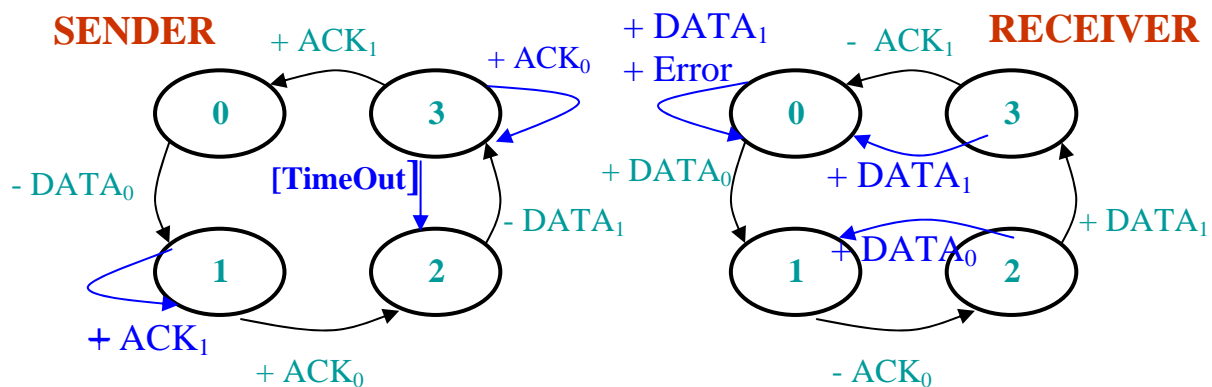 SENDER
+ ACK₁
+ ACK₀
0
3
- DATA₀
[TimeOut]
- DATA₁
1
2
+ ACK₁
+ ACK₀
+ DATA₁
+ Error
- ACK₁
RECEIVER
0
3
+ DATA₀
+ DATA₁
+ DATA₁
1
+ DATA₀
2
- ACK₀